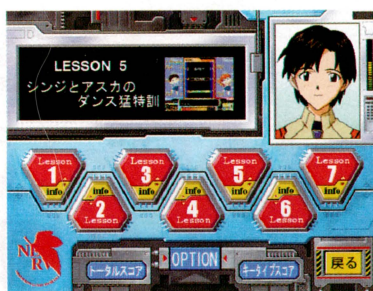 LESSON 5
シンジとアスカの
ダンス猛特訓
Lesson
1
info
info
2
Lesson
Lesson
3
info
info
4
Lesson
Lesson
5
info
info
6
Lesson
Lesson
7
info
NERV
トータルスコア
OPTION
キータイプスコア
戻る